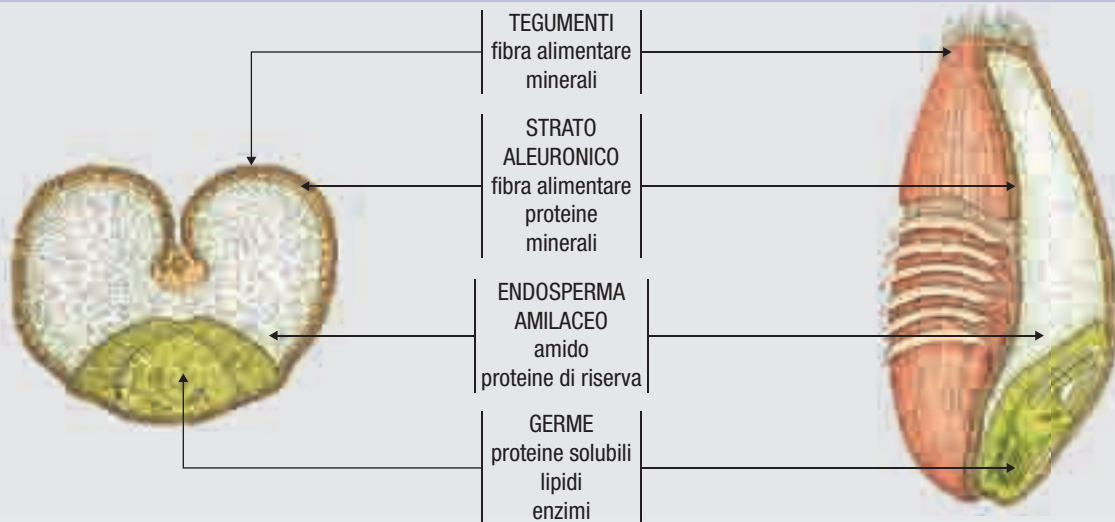 TEGUMENTI
fibra alimentare
minerali
STRATO
ALEURONICO
fibra alimentare
proteine
minerali
ENDOSPERMA
AMILACEO
amido
proteine di riserva
GERME
proteine solubili
lipidi
enzimi